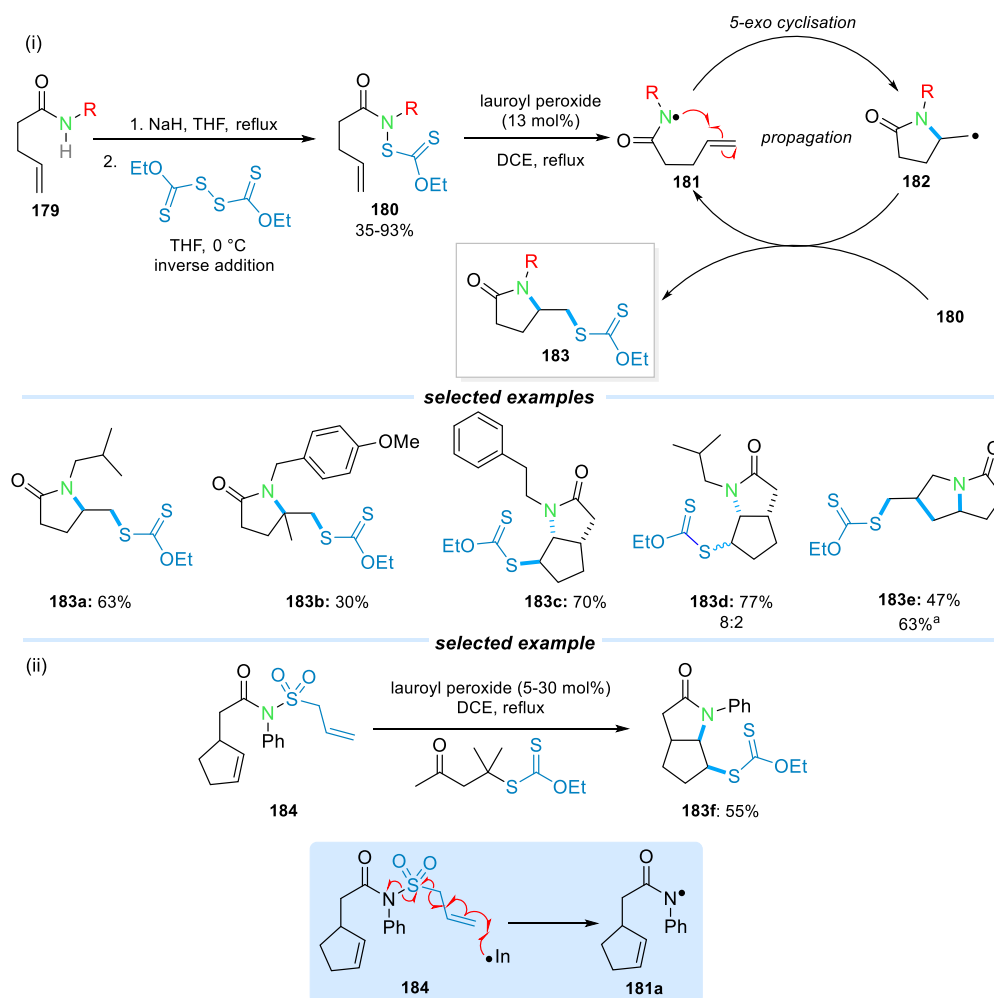 (i)
5-exo cyclisation
O
N
R
H
179
1. NaH, THF, reflux
2.
EtO
S
S
S
S
OEt
THF, 0 °C
inverse addition
O
N
R
S
S
OEt
180
35-93%
lauroyl peroxide
(13 mol%)
DCE, reflux
R
N•
O
181
propagation
R
O
N
•
182
R
O
N
S
S
OEt
183
180
selected examples
O
N
S
S
OEt
183a: 63%
OMe
O
N
S
S
OEt
183b: 30%
O
N
S
EtO
S
183c: 70%
O
N
S
EtO
S
183d: 77%
8:2
O
N
S
S
EtO
183e: 47%
63%a
selected example
(ii)
O
O
O
S
N
Ph
184
lauroyl peroxide (5-30 mol%)
DCE, reflux
O
S
S
OEt
O
N
Ph
S
S
OEt
183f: 55%
O
O
O
S
N
Ph
•In
184
O
N•
Ph
181a